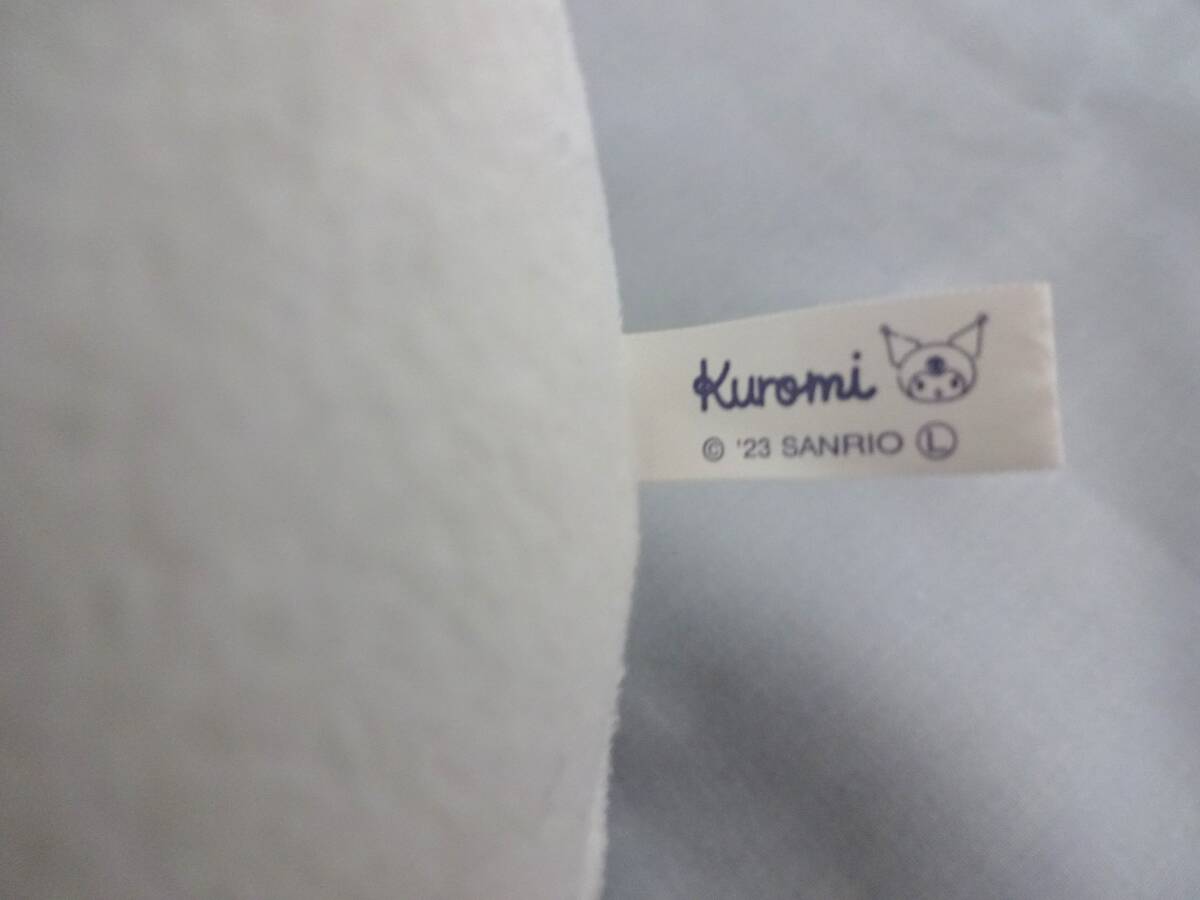 Kuromi
© '23 SANRIO Ⓛ